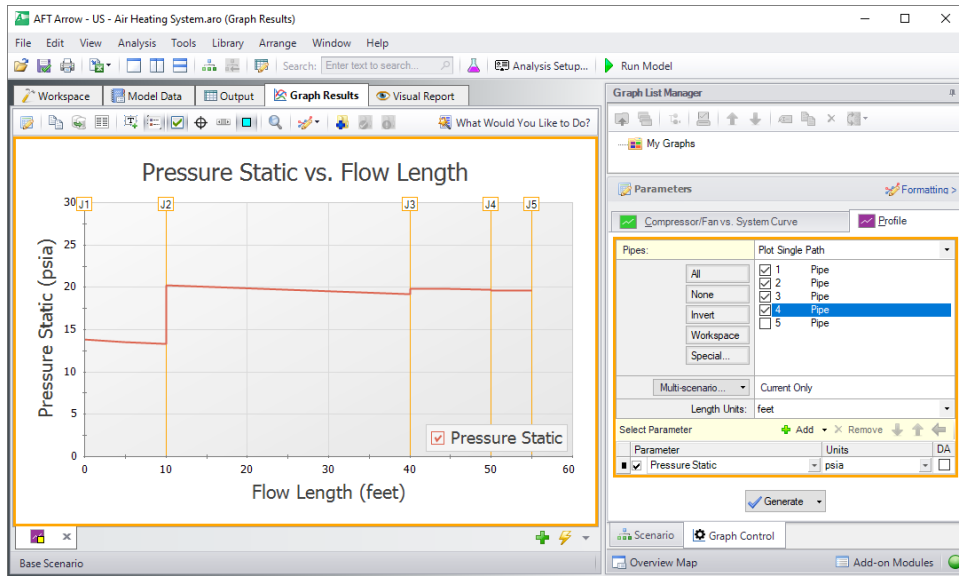 AFT Arrow - US - Air Heating System.aro (Graph Results)
File Edit View Analysis Tools Library Arrange Window Help
Search: Enter text to search... Analysis Setup... Run Model
Workspace Model Data Output Graph Results Visual Report
What Would You Like to Do?
Pressure Static vs. Flow Length
J1 J2 J3 J4 J5
30
25
20
15
10
5
0
Pressure Static (psia)
Pressure Static
0 10 20 30 40 50 60
Flow Length (feet)
Base Scenario
Graph List Manager
My Graphs
Parameters Formatting >
Compressor/Fan vs. System Curve Profile
Pipes: Plot Single Path
All
None
Invert
Workspace
Special...
1 Pipe
2 Pipe
3 Pipe
4 Pipe
5 Pipe
Multi-scenario... Current Only
Length Units: feet
Select Parameter Add Remove
Parameter Units DA
Pressure Static psia
Generate
Scenario Graph Control
Overview Map Add-on Modules